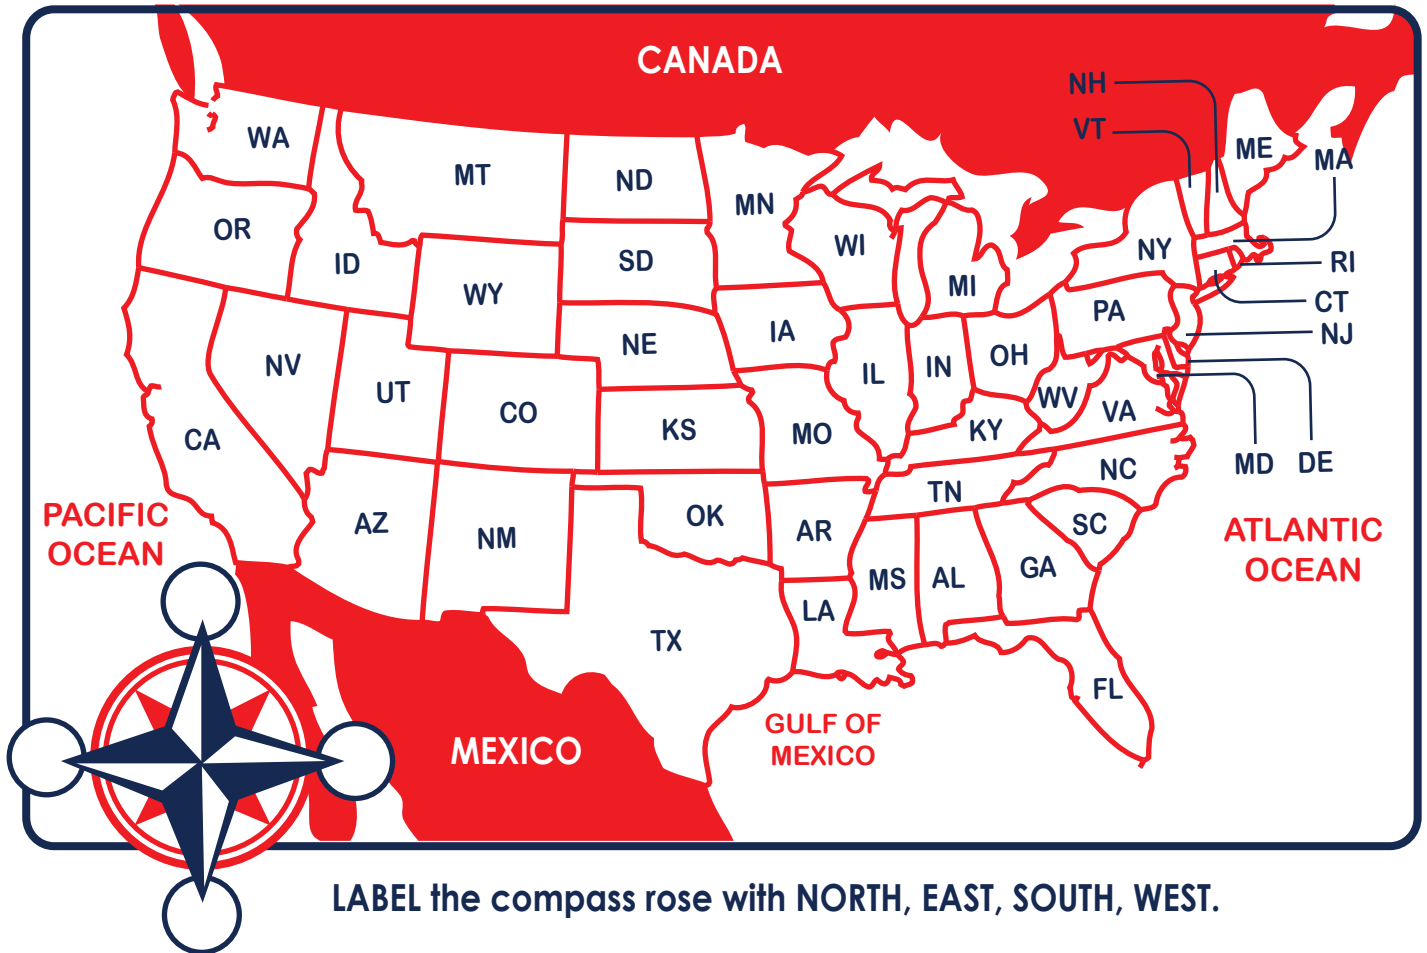 CANADA
NH
VT
WA
ME
MA
MT
ND
MN
OR
WI
NY
ID
SD
RI
WY
MI
CT
PA
IA
NJ
NE
OH
NV
IN
IL
UT
WV
CO
VA
KS
KY
MO
CA
MD
DE
NC
TN
PACIFIC
OCEAN
OK
AZ
SC
ATLANTIC
OCEAN
AR
NM
GA
MS
AL
LA
TX
FL
GULF OF
MEXICO
MEXICO
LABEL the compass rose with NORTH, EAST, SOUTH, WEST.